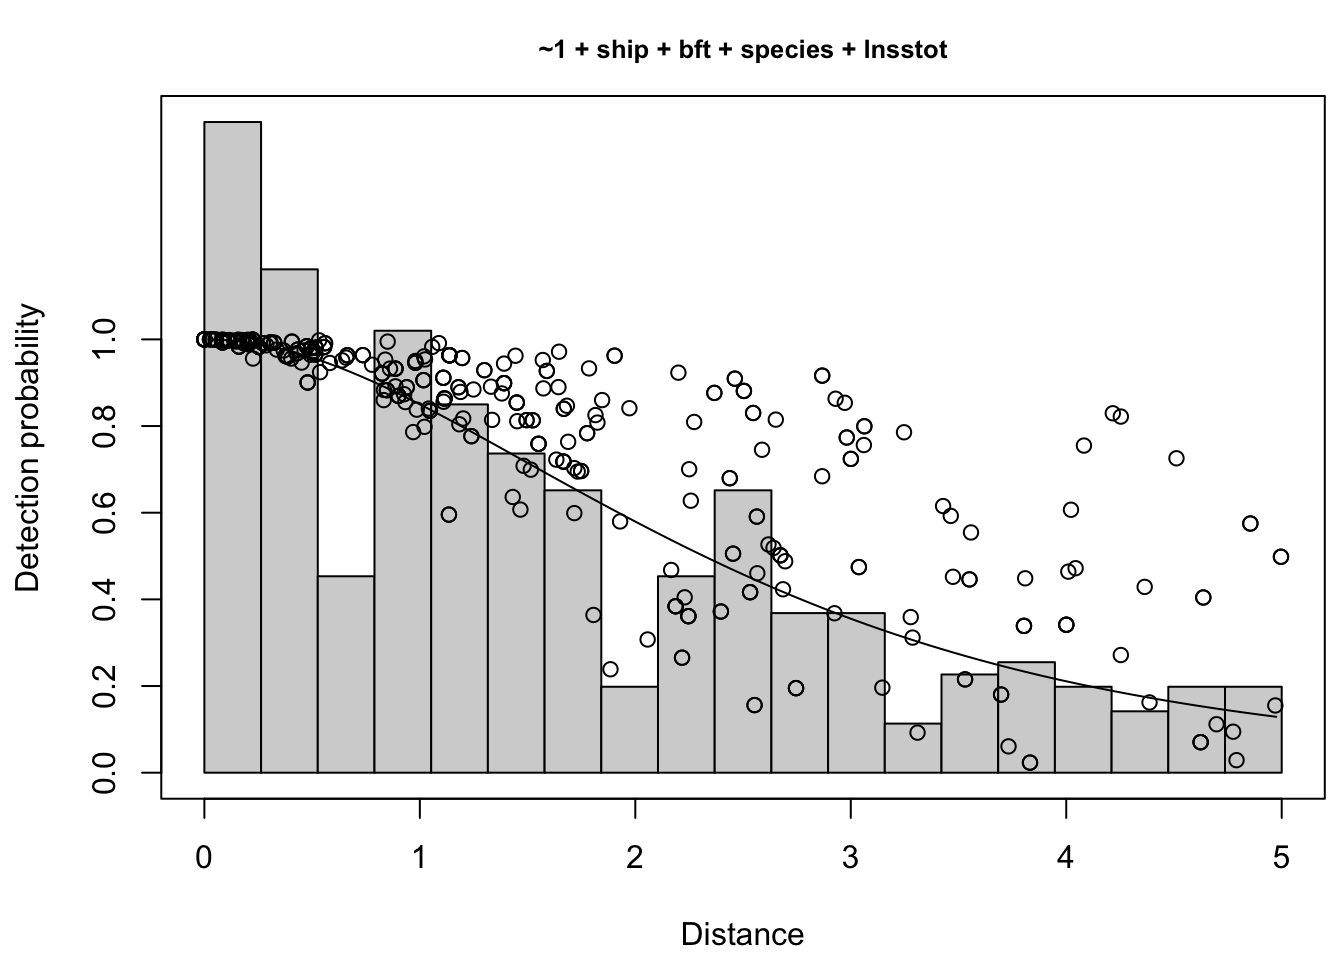 ~1 + ship + bft + species + lnsstot
Detection probability
1.0
0.8
0.6
0.4
0.2
0.0
0 1 2 3 4 5
Distance